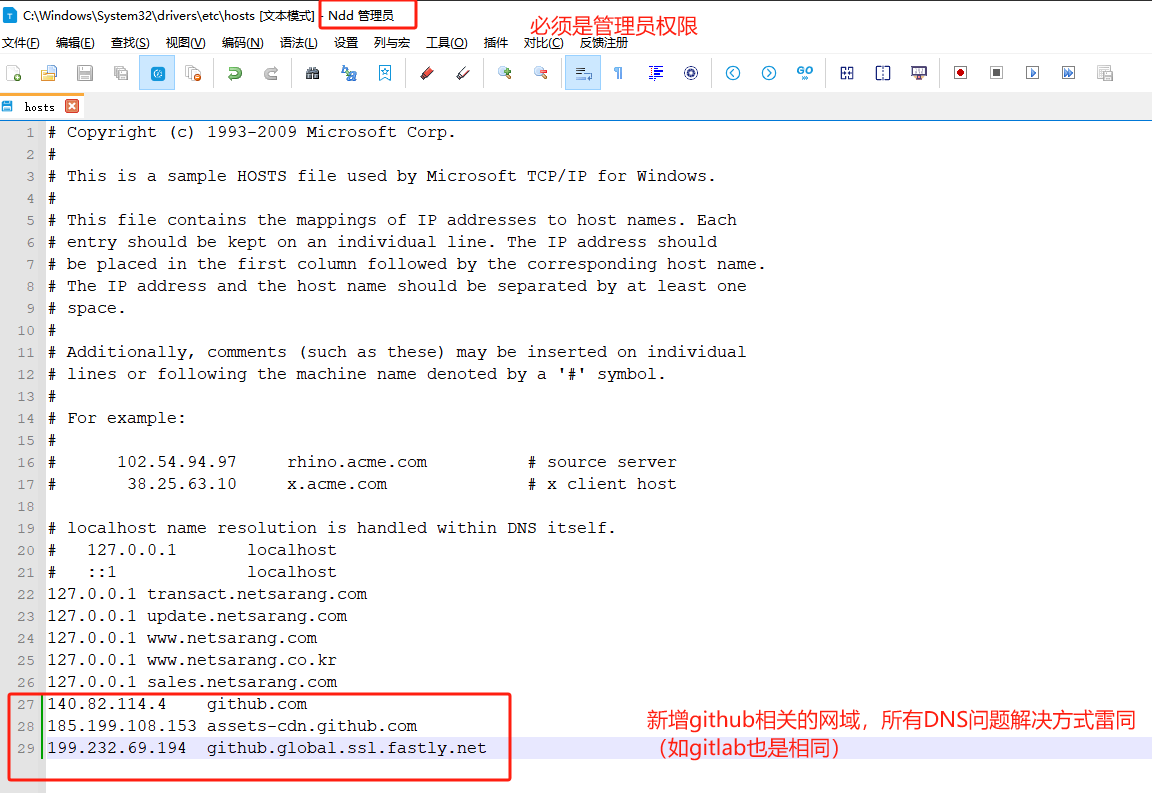 C:\Windows\System32\drivers\etc\hosts [文本模式] - Ndd 管理员
必须是管理员权限
文件(F) 编辑(E) 查找(S) 视图(V) 编码(N) 语法(L) 设置 列与宏 工具(O) 插件 对比(C) 反馈注册
GO
hosts
1 # Copyright (c) 1993-2009 Microsoft Corp.
2 #
3 # This is a sample HOSTS file used by Microsoft TCP/IP for Windows.
4 #
5 # This file contains the mappings of IP addresses to host names. Each
6 # entry should be kept on an individual line. The IP address should
7 # be placed in the first column followed by the corresponding host name.
8 # The IP address and the host name should be separated by at least one
9 # space.
10 #
11 # Additionally, comments (such as these) may be inserted on individual
12 # lines or following the machine name denoted by a '#' symbol.
13 #
14 # For example:
15 #
16 #      102.54.94.97     rhino.acme.com          # source server
17 #       38.25.63.10     x.acme.com              # x client host
18
19 # localhost name resolution is handled within DNS itself.
20 #   127.0.0.1       localhost
21 #   ::1             localhost
22 127.0.0.1 transact.netsarang.com
23 127.0.0.1 update.netsarang.com
24 127.0.0.1 www.netsarang.com
25 127.0.0.1 www.netsarang.co.kr
26 127.0.0.1 sales.netsarang.com
27 140.82.114.4    github.com
28 185.199.108.153 assets-cdn.github.com
29 199.232.69.194  github.global.ssl.fastly.net
新增github相关的网域，所有DNS问题解决方式雷同
（如gitlab也是相同）